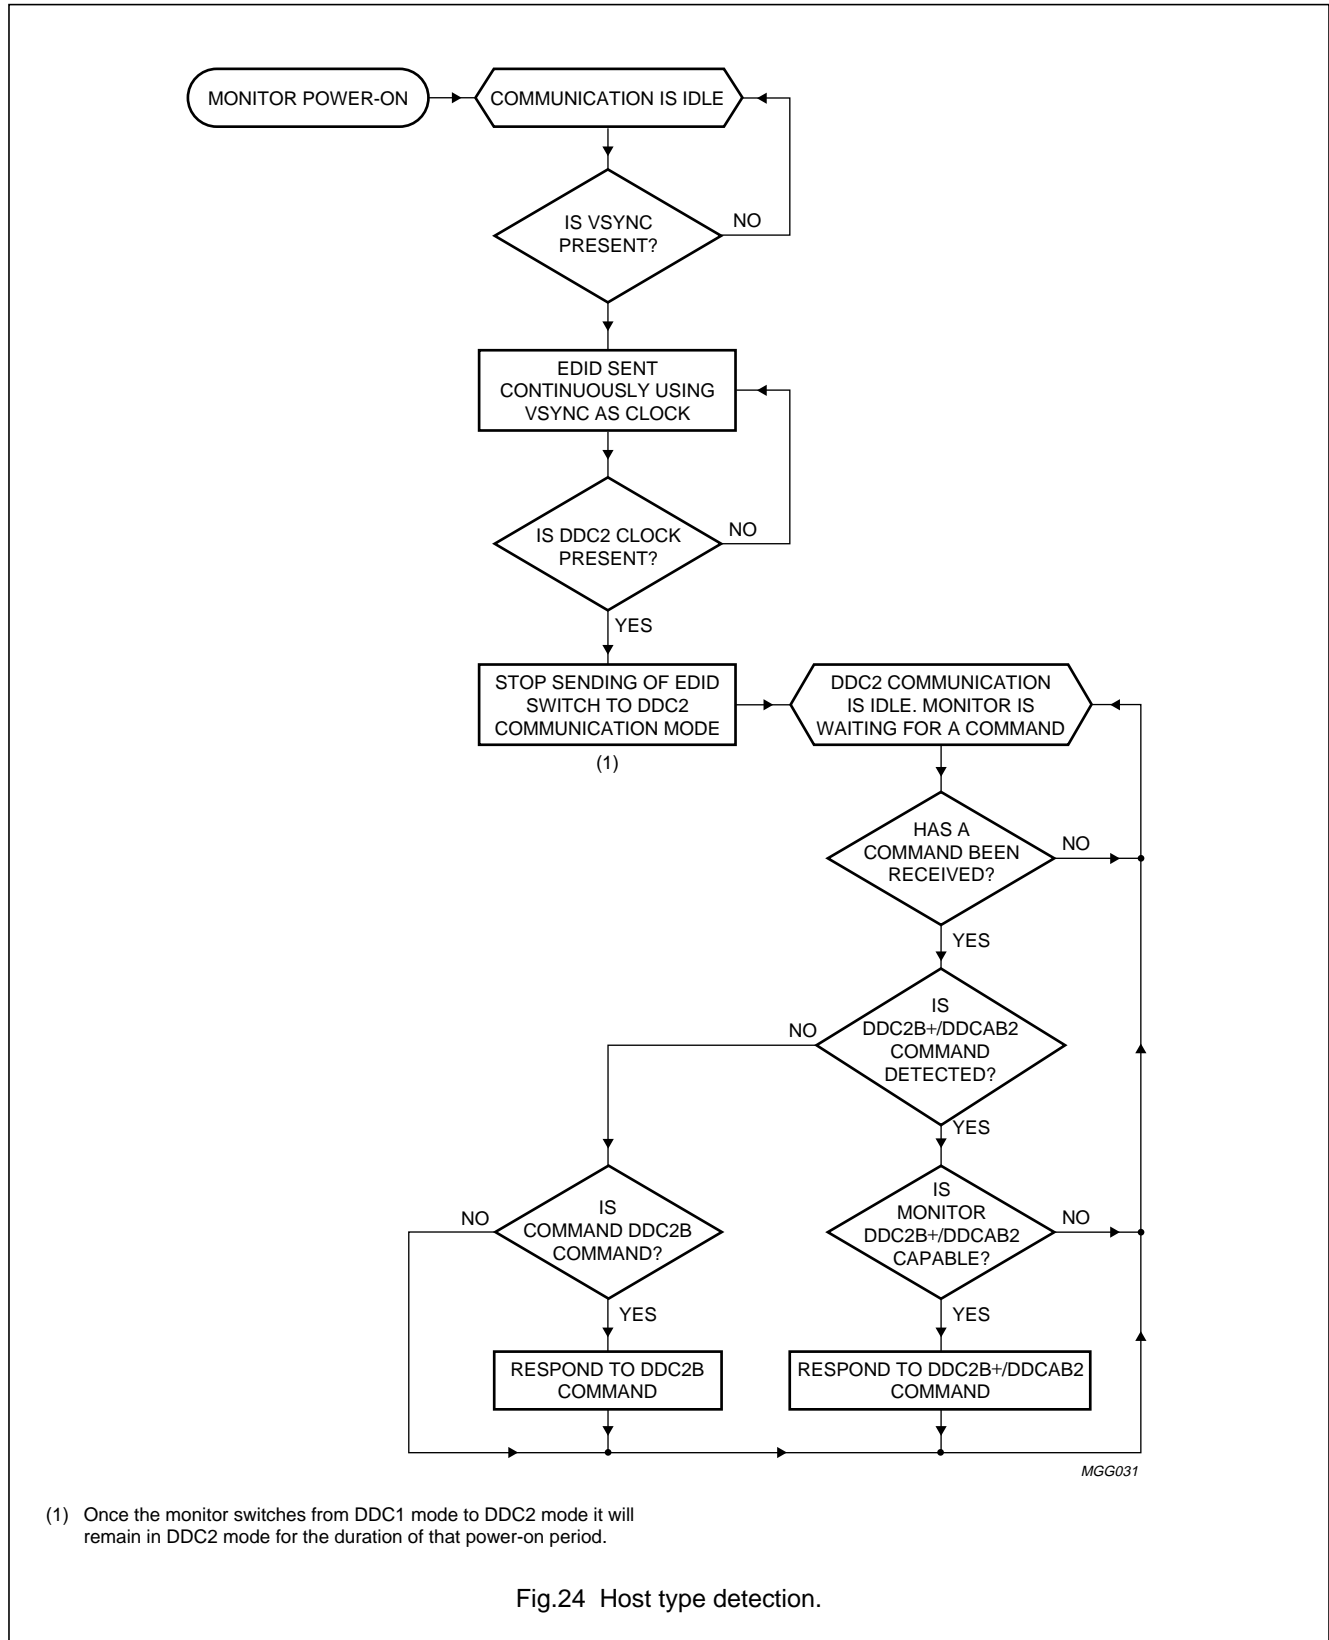 MONITOR POWER-ON
COMMUNICATION IS IDLE
IS VSYNC
PRESENT?
NO
EDID SENT
CONTINUOUSLY USING
VSYNC AS CLOCK
IS DDC2 CLOCK
PRESENT?
NO
YES
STOP SENDING OF EDID
SWITCH TO DDC2
COMMUNICATION MODE
(1)
DDC2 COMMUNICATION
IS IDLE. MONITOR IS
WAITING FOR A COMMAND
HAS A
COMMAND BEEN
RECEIVED?
NO
YES
IS
DDC2B+/DDCAB2
COMMAND
DETECTED?
NO
YES
IS
COMMAND DDC2B
COMMAND?
NO
YES
IS
MONITOR
DDC2B+/DDCAB2
CAPABLE?
NO
YES
RESPOND TO DDC2B
COMMAND
RESPOND TO DDC2B+/DDCAB2
COMMAND
MGG031
(1) Once the monitor switches from DDC1 mode to DDC2 mode it will
remain in DDC2 mode for the duration of that power-on period.
Fig.24 Host type detection.